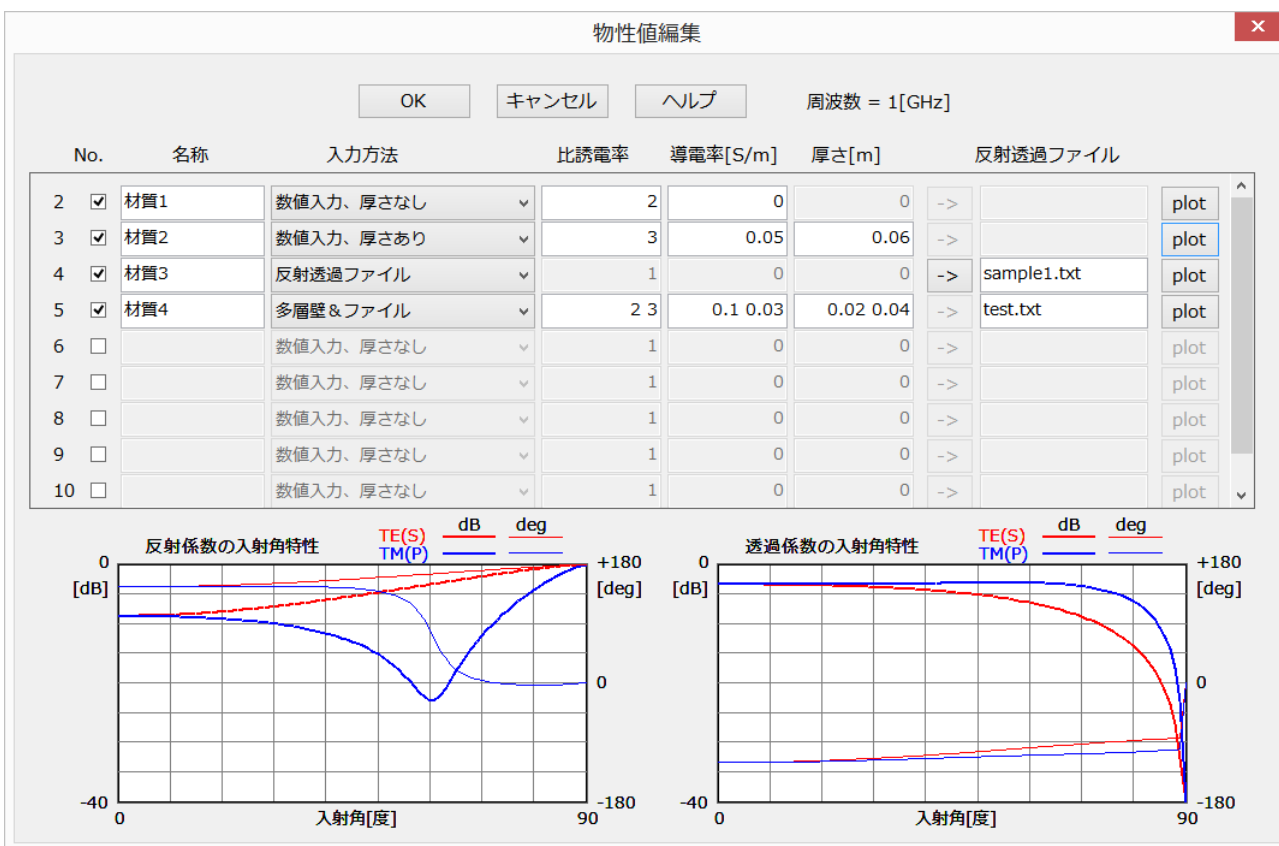 物性値編集
OK キャンセル ヘルプ 周波数 = 1[GHz]
No. 名称 入力方法 比誘電率 導電率[S/m] 厚さ[m] 反射透過ファイル
2 材質1 数値入力、厚さなし 2 0 0 -> plot
3 材質2 数値入力、厚さあり 3 0.05 0.06 -> plot
4 材質3 反射透過ファイル 1 0 0 -> sample1.txt plot
5 材質4 多層壁＆ファイル 2 3 0.1 0.03 0.02 0.04 -> test.txt plot
6 数値入力、厚さなし 1 0 0 -> plot
7 数値入力、厚さなし 1 0 0 -> plot
8 数値入力、厚さなし 1 0 0 -> plot
9 数値入力、厚さなし 1 0 0 -> plot
10 数値入力、厚さなし 1 0 0 -> plot
反射係数の入射角特性
TE(S) dB deg
TM(P)
0 +180
[dB] [deg]
0
-40 -180
0 入射角[度] 90
透過係数の入射角特性
TE(S) dB deg
TM(P)
0 +180
[dB] [deg]
0
-40 -180
0 入射角[度] 90